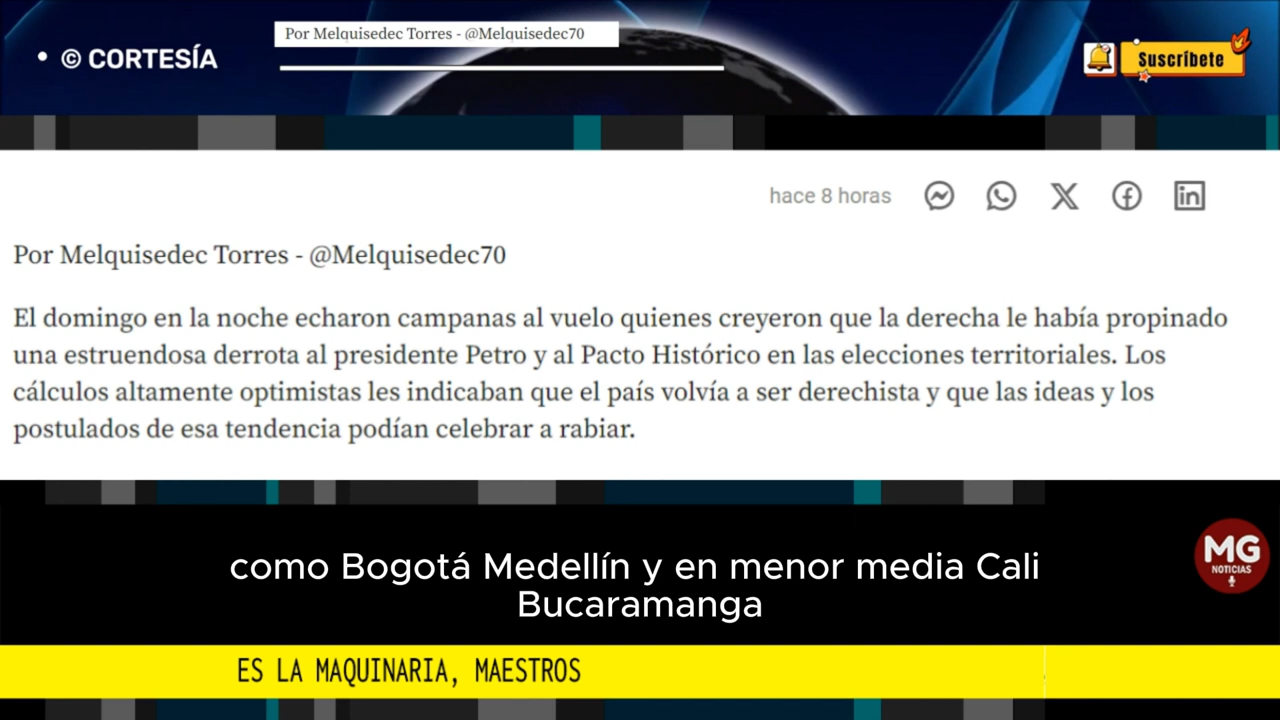 Por Melquisedec Torres - @Melquisedec70
• © CORTESÍA
Suscríbete
hace 8 horas
Por Melquisedec Torres - @Melquisedec70
El domingo en la noche echaron campanas al vuelo quienes creyeron que la derecha le había propinado
una estruendosa derrota al presidente Petro y al Pacto Histórico en las elecciones territoriales. Los
cálculos altamente optimistas les indicaban que el país volvía a ser derechista y que las ideas y los
postulados de esa tendencia podían celebrar a rabiar.
como Bogotá Medellín y en menor media Cali
Bucaramanga
MG
NOTICIAS
ES LA MAQUINARIA, MAESTROS